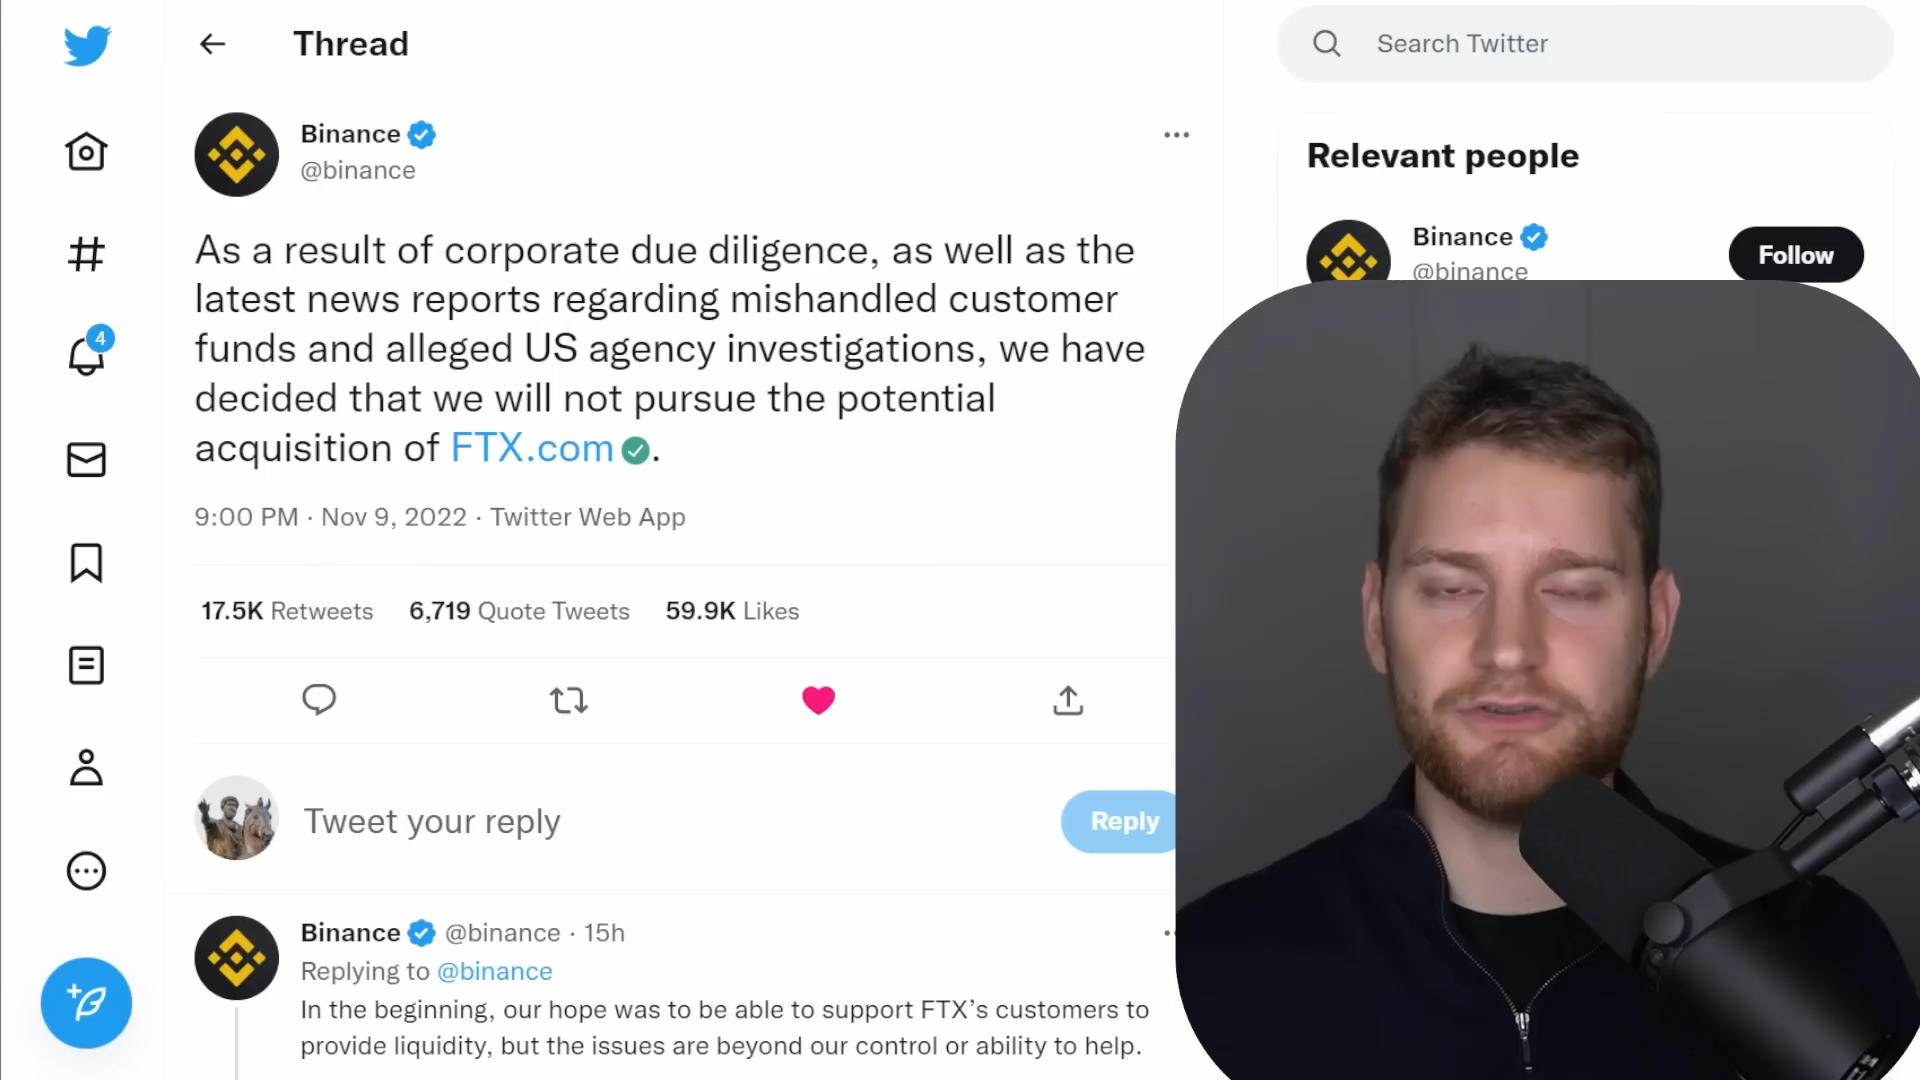 Thread
Search Twitter
Binance
@binance
Relevant people
Binance
@binance
Follow
As a result of corporate due diligence, as well as the
latest news reports regarding mishandled customer
funds and alleged US agency investigations, we have
decided that we will not pursue the potential
acquisition of FTX.com.
4
9:00 PM · Nov 9, 2022 · Twitter Web App
17.5K Retweets 6,719 Quote Tweets 59.9K Likes
Tweet your reply
Reply
Binance @binance · 15h
Replying to @binance
In the beginning, our hope was to be able to support FTX’s customers to
provide liquidity, but the issues are beyond our control or ability to help.